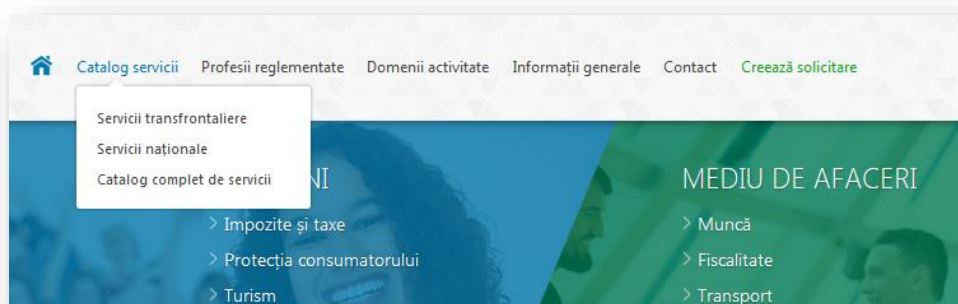 Catalog servicii Profesii reglementate Domenii activitate Informații generale Contact Creează solicitare
Servicii transfrontaliere
Servicii naționale
Catalog complet de servicii
NI
Impozite și taxe
Protecția consumatorului
Turism
MEDIU DE AFACERI
Muncă
Fiscalitate
Transport